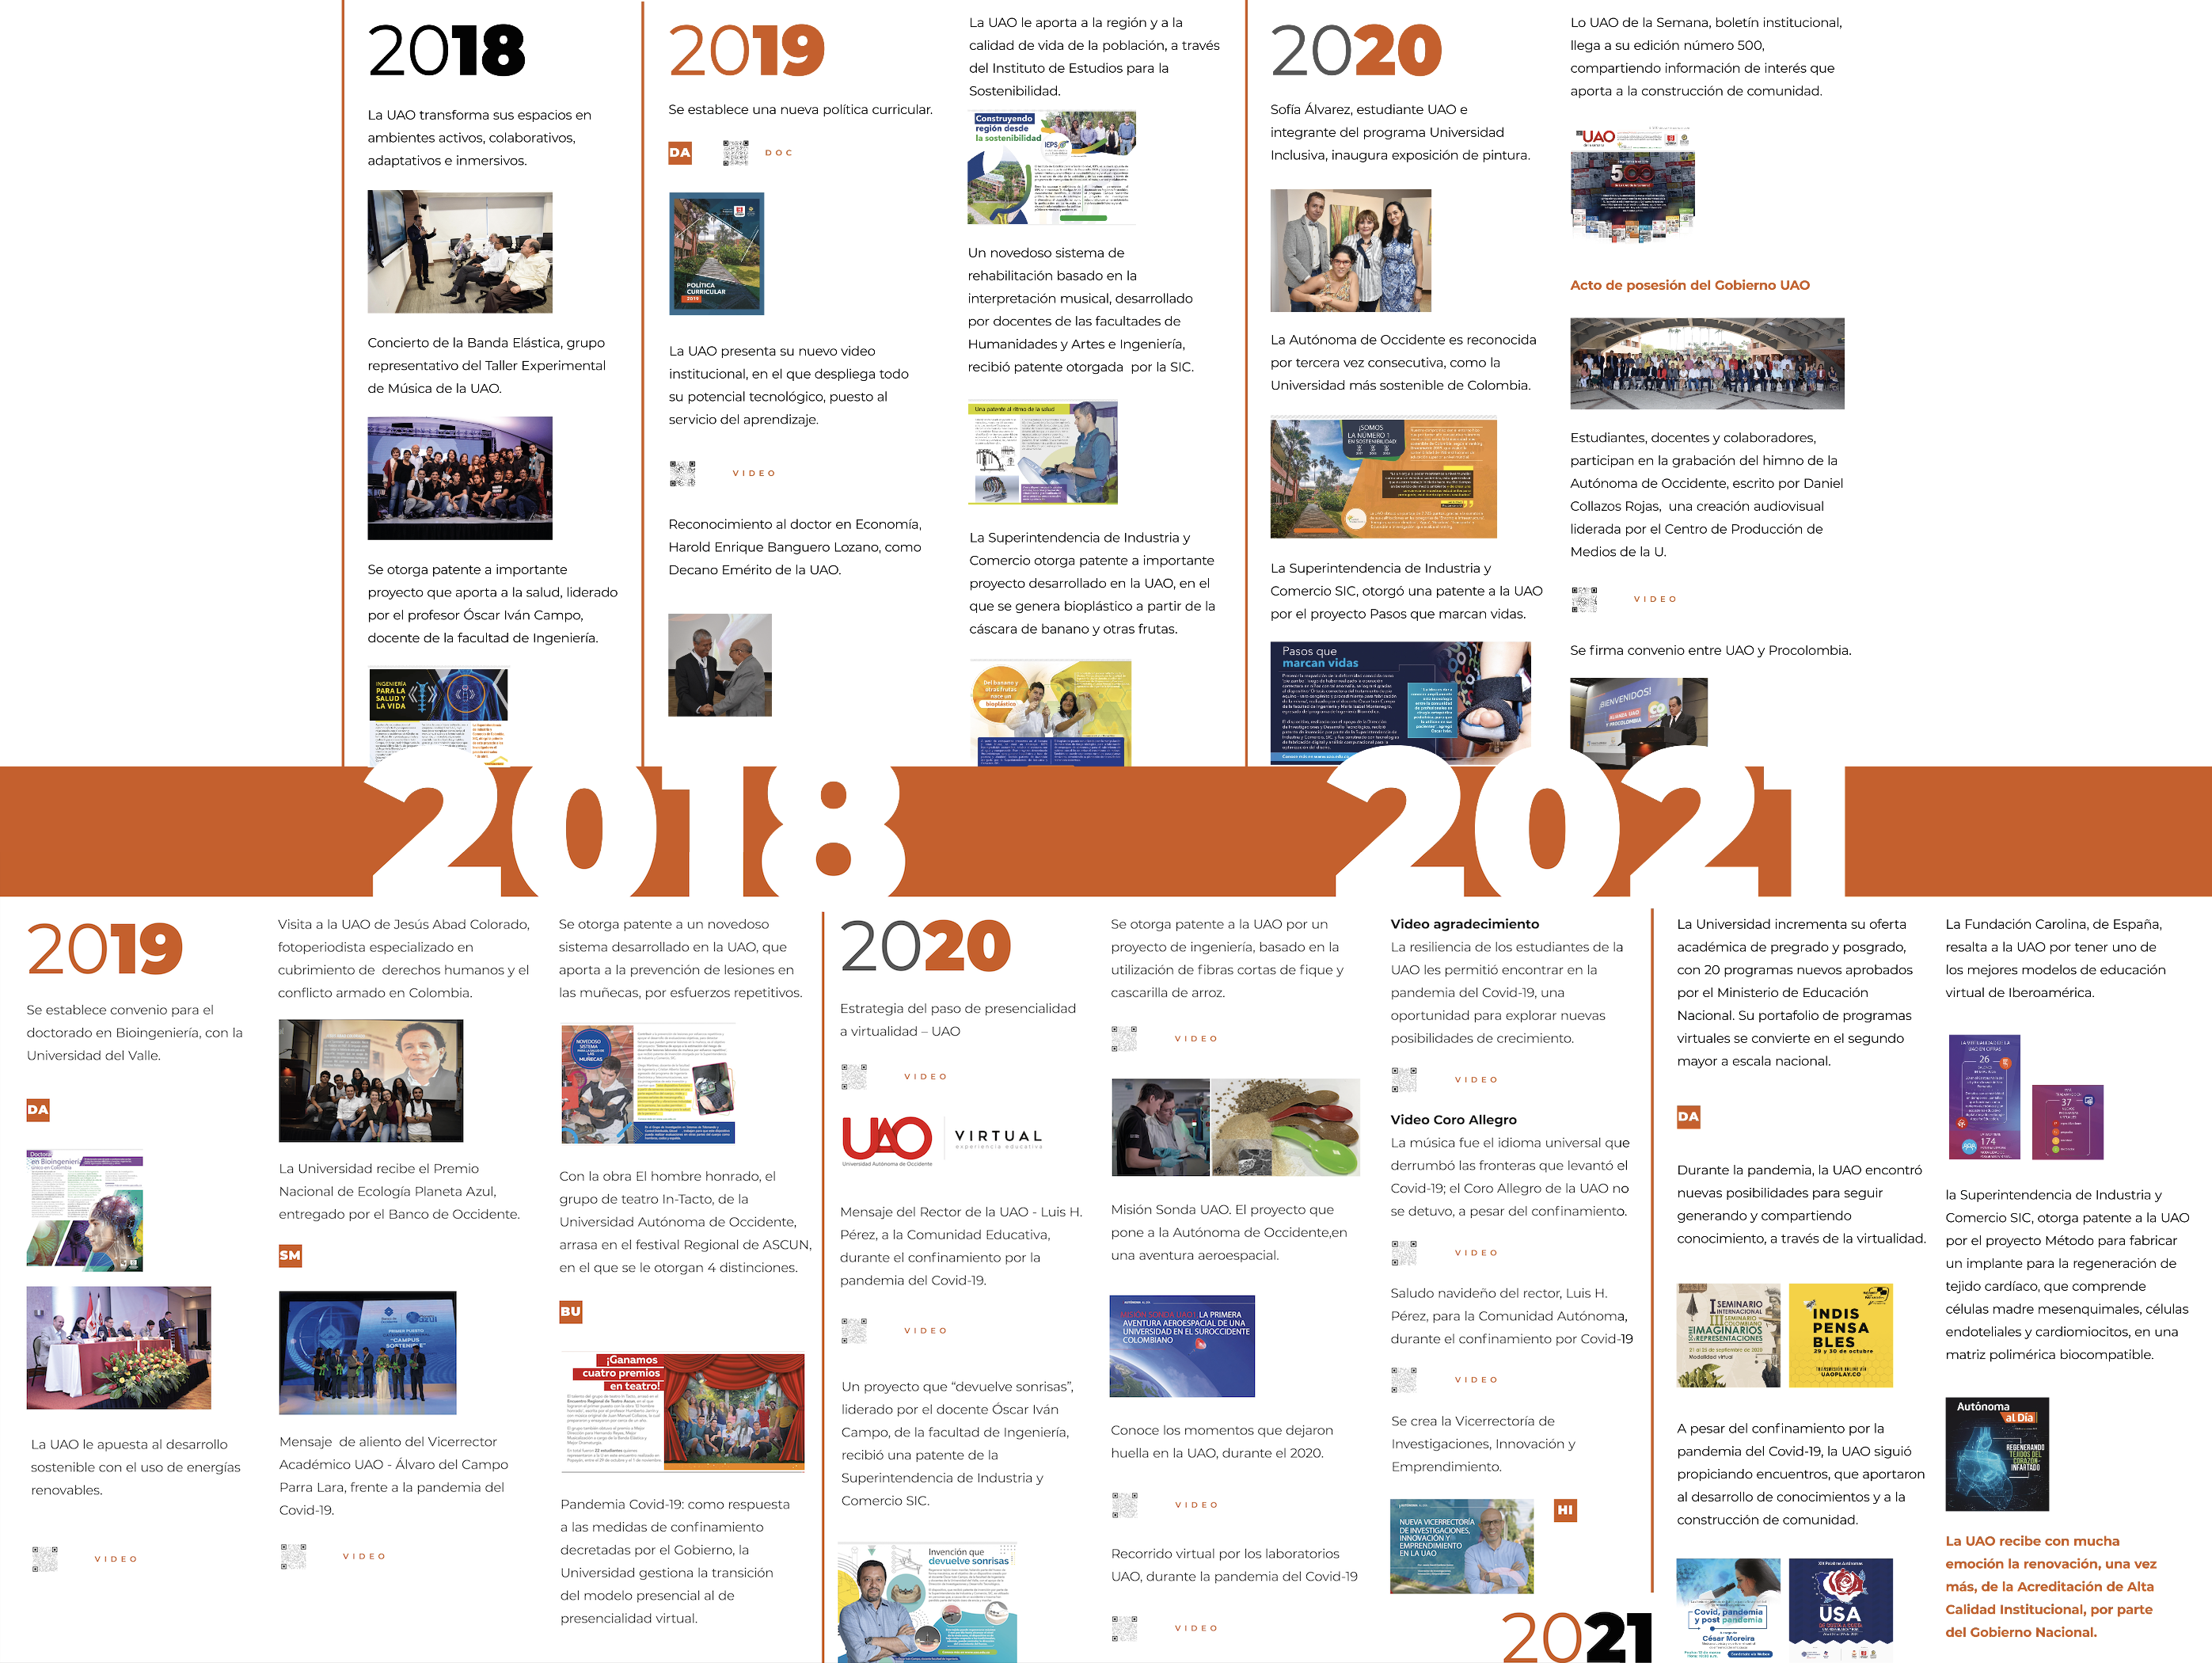 2018
La UAO transforma sus espacios en
ambientes activos, colaborativos,
adaptativos e inmersivos.
Concierto de la Banda Elástica, grupo
representativo del Taller Experimental
de Música de la UAO.
Se otorga patente a importante
proyecto que aporta a la salud, liderado
por el profesor Óscar Iván Campo,
docente de la facultad de Ingeniería.
INGENIERÍA
PARA LA
SALUD Y
LA VIDA
2019
Se establece una nueva política curricular.
DA
DOC
POLÍTICA
CURRICULAR
2019
La UAO presenta su nuevo video
institucional, en el que despliega todo
su potencial tecnológico, puesto al
servicio del aprendizaje.
VIDEO
Reconocimiento al doctor en Economía,
Harold Enrique Banguero Lozano, como
Decano Emérito de la UAO.
La UAO le aporta a la región y a la
calidad de vida de la población, a través
del Instituto de Estudios para la
Sostenibilidad.
Construyendo
región desde
la sostenibilidad
IEPS
Un novedoso sistema de
rehabilitación basado en la
interpretación musical, desarrollado
por docentes de las facultades de
Humanidades y Artes e Ingeniería,
recibió patente otorgada por la SIC.
Una patente al ritmo de la salud
La Superintendencia de Industria y
Comercio otorga patente a importante
proyecto desarrollado en la UAO, en el
que se genera bioplástico a partir de la
cáscara de banano y otras frutas.
Del banano y
otras frutas
nace un
bioplástico
2020
Sofía Álvarez, estudiante UAO e
integrante del programa Universidad
Inclusiva, inaugura exposición de pintura.
La Autónoma de Occidente es reconocida
por tercera vez consecutiva, como la
Universidad más sostenible de Colombia.
¡SOMOS
LA NÚMERO 1
EN SOSTENIBILIDAD
La Superintendencia de Industria y
Comercio SIC, otorgó una patente a la UAO
por el proyecto Pasos que marcan vidas.
Pasos que
marcan vidas
Lo UAO de la Semana, boletín institucional,
llega a su edición número 500,
compartiendo información de interés que
aporta a la construcción de comunidad.
UAO
500
Acto de posesión del Gobierno UAO
Estudiantes, docentes y colaboradores,
participan en la grabación del himno de la
Autónoma de Occidente, escrito por Daniel
Collazos Rojas, una creación audiovisual
liderada por el Centro de Producción de
Medios de la U.
VIDEO
Se firma convenio entre UAO y Procolombia.
¡BIENVENIDOS!
ALIANZA UAO
Y PROCOLOMBIA
2018
2021
2019
Se establece convenio para el
doctorado en Bioingeniería, con la
Universidad del Valle.
DA
Doctorado
en Bioingeniería
único en Colombia
La UAO le apuesta al desarrollo
sostenible con el uso de energías
renovables.
VIDEO
Visita a la UAO de Jesús Abad Colorado,
fotoperiodista especializado en
cubrimiento de derechos humanos y el
conflicto armado en Colombia.
La Universidad recibe el Premio
Nacional de Ecología Planeta Azul,
entregado por el Banco de Occidente.
SM
PRIMER PUESTO
"CAMPUS
SOSTENIBLE"
Mensaje de aliento del Vicerrector
Académico UAO - Álvaro del Campo
Parra Lara, frente a la pandemia del
Covid-19.
VIDEO
Se otorga patente a un novedoso
sistema desarrollado en la UAO, que
aporta a la prevención de lesiones en
las muñecas, por esfuerzos repetitivos.
NOVEDOSO
SISTEMA
MUÑECAS
Con la obra El hombre honrado, el
grupo de teatro In-Tacto, de la
Universidad Autónoma de Occidente,
arrasa en el festival Regional de ASCUN,
en el que se le otorgan 4 distinciones.
BU
¡Ganamos
cuatro premios
en teatro!
Pandemia Covid-19: como respuesta
a las medidas de confinamiento
decretadas por el Gobierno, la
Universidad gestiona la transición
del modelo presencial al de
presencialidad virtual.
2020
Estrategia del paso de presencialidad
a virtualidad – UAO
VIDEO
UAO VIRTUAL
experiencia educativa
Universidad Autónoma de Occidente
Mensaje del Rector de la UAO - Luis H.
Pérez, a la Comunidad Educativa,
durante el confinamiento por la
pandemia del Covid-19.
VIDEO
Un proyecto que “devuelve sonrisas”,
liderado por el docente Óscar Iván
Campo, de la facultad de Ingeniería,
recibió una patente de la
Superintendencia de Industria y
Comercio SIC.
Invención que
devuelve sonrisas
Se otorga patente a la UAO por un
proyecto de ingeniería, basado en la
utilización de fibras cortas de fique y
cascarilla de arroz.
VIDEO
Misión Sonda UAO. El proyecto que
pone a la Autónoma de Occidente,en
una aventura aeroespacial.
MISIÓN SONDA UAO1: LA PRIMERA
AVENTURA AEROESPACIAL DE UNA
UNIVERSIDAD EN EL SUROCCIDENTE
COLOMBIANO
Conoce los momentos que dejaron
huella en la UAO, durante el 2020.
VIDEO
Recorrido virtual por los laboratorios
UAO, durante la pandemia del Covid-19
VIDEO
Video agradecimiento
La resiliencia de los estudiantes de la
UAO les permitió encontrar en la
pandemia del Covid-19, una
oportunidad para explorar nuevas
posibilidades de crecimiento.
VIDEO
Video Coro Allegro
La música fue el idioma universal que
derrumbó las fronteras que levantó el
Covid-19; el Coro Allegro de la UAO no
se detuvo, a pesar del confinamiento.
VIDEO
Saludo navideño del rector, Luis H.
Pérez, para la Comunidad Autónoma,
durante el confinamiento por Covid-19
VIDEO
Se crea la Vicerrectoría de
Investigaciones, Innovación y
Emprendimiento.
NUEVA VICERRECTORÍA
DE INVESTIGACIONES,
INNOVACIÓN Y
EMPRENDIMIENTO
EN LA UAO
HI
2021
La Universidad incrementa su oferta
académica de pregrado y posgrado,
con 20 programas nuevos aprobados
por el Ministerio de Educación
Nacional. Su portafolio de programas
virtuales se convierte en el segundo
mayor a escala nacional.
DA
Durante la pandemia, la UAO encontró
nuevas posibilidades para seguir
generando y compartiendo
conocimiento, a través de la virtualidad.
I SEMINARIO
INTERNACIONAL
III SEMINARIO
COLOMBIANO
SOBRE
IMAGINARIOS
REPRESENTACIONES
Modalidad virtual
INDIS
PENSA
BLES
29 y 30 de octubre
TRANSMISIÓN ONLINE VÍA
UAOPLAY.CO
A pesar del confinamiento por la
pandemia del Covid-19, la UAO siguió
propiciando encuentros, que aportaron
al desarrollo de conocimientos y a la
construcción de comunidad.
Covid, pandemia
y post pandemia
César Moreira
USA
La Fundación Carolina, de España,
resalta a la UAO por tener uno de
los mejores modelos de educación
virtual de Iberoamérica.
26
174
37
la Superintendencia de Industria y
Comercio SIC, otorga patente a la UAO
por el proyecto Método para fabricar
un implante para la regeneración de
tejido cardíaco, que comprende
células madre mesenquimales, células
endoteliales y cardiomiocitos, en una
matriz polimérica biocompatible.
Autónoma
al Día
REGENERANDO
TEJIDOS DEL
CORAZÓN
INFARTADO
La UAO recibe con mucha
emoción la renovación, una vez
más, de la Acreditación de Alta
Calidad Institucional, por parte
del Gobierno Nacional.